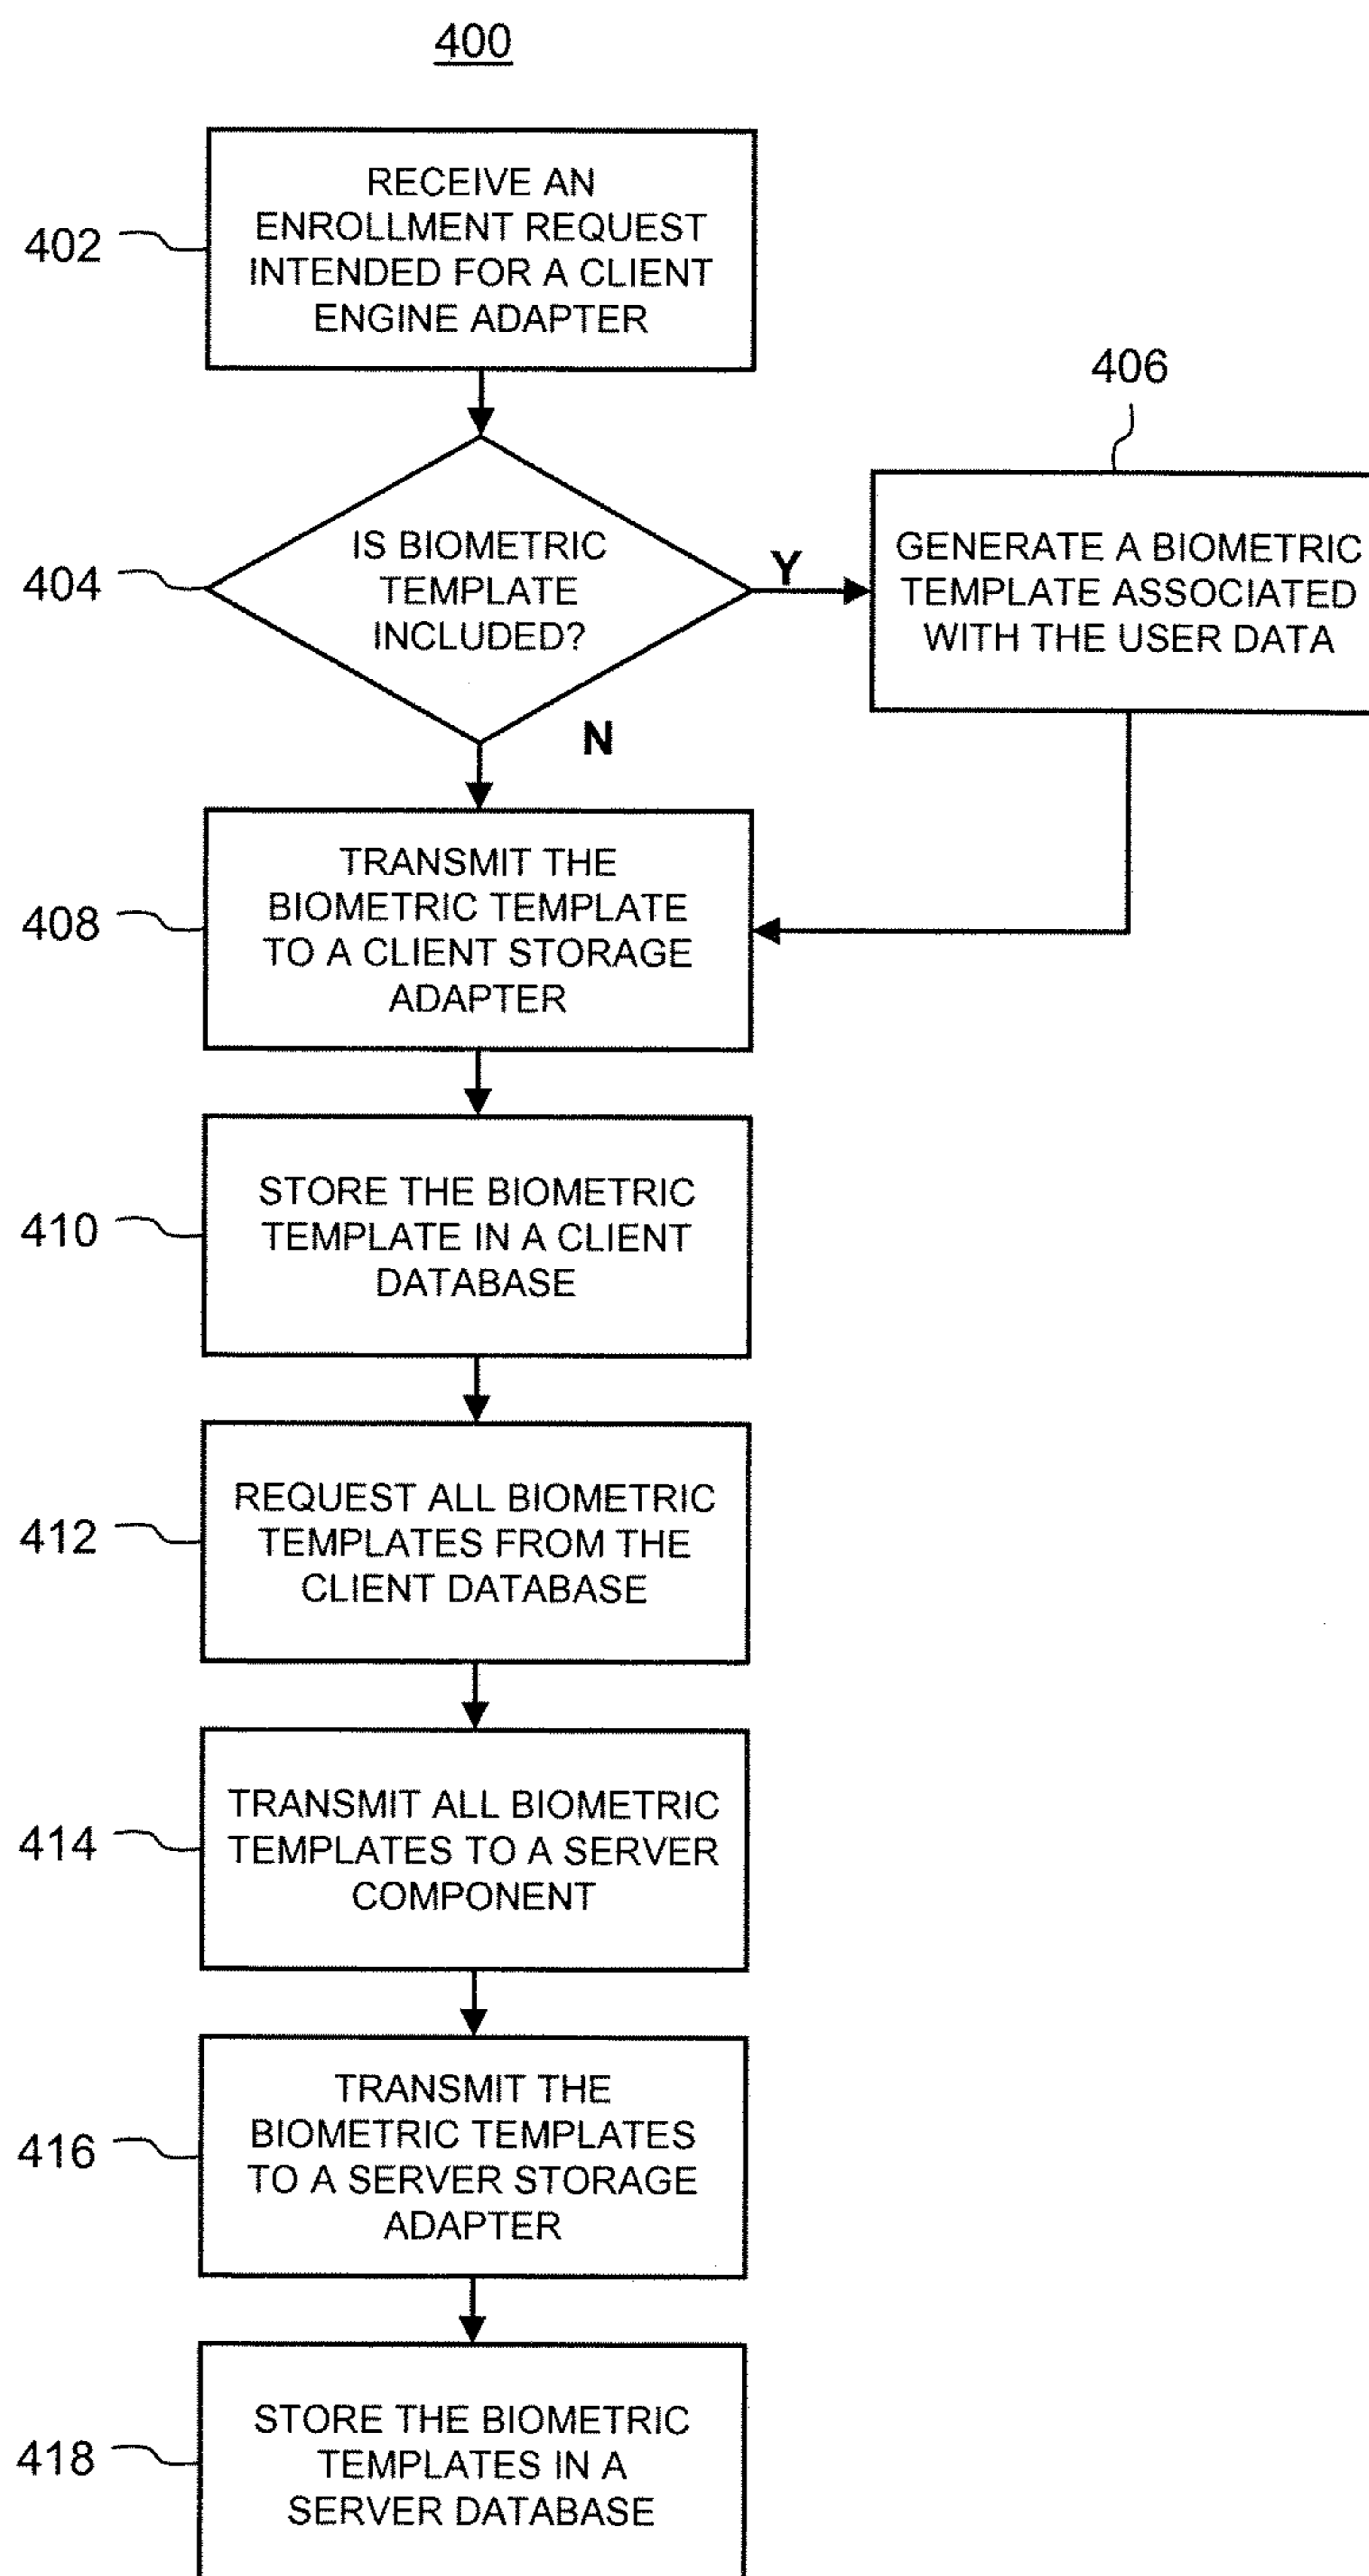 400
402
RECEIVE AN
ENROLLMENT REQUEST
INTENDED FOR A CLIENT
ENGINE ADAPTER
404
IS BIOMETRIC
TEMPLATE
INCLUDED?
Y
N
406
GENERATE A BIOMETRIC
TEMPLATE ASSOCIATED
WITH THE USER DATA
408
TRANSMIT THE
BIOMETRIC TEMPLATE
TO A CLIENT STORAGE
ADAPTER
410
STORE THE BIOMETRIC
TEMPLATE IN A CLIENT
DATABASE
412
REQUEST ALL BIOMETRIC
TEMPLATES FROM THE
CLIENT DATABASE
414
TRANSMIT ALL BIOMETRIC
TEMPLATES TO A SERVER
COMPONENT
416
TRANSMIT THE
BIOMETRIC TEMPLATES
TO A SERVER STORAGE
ADAPTER
418
STORE THE BIOMETRIC
TEMPLATES IN A
SERVER DATABASE